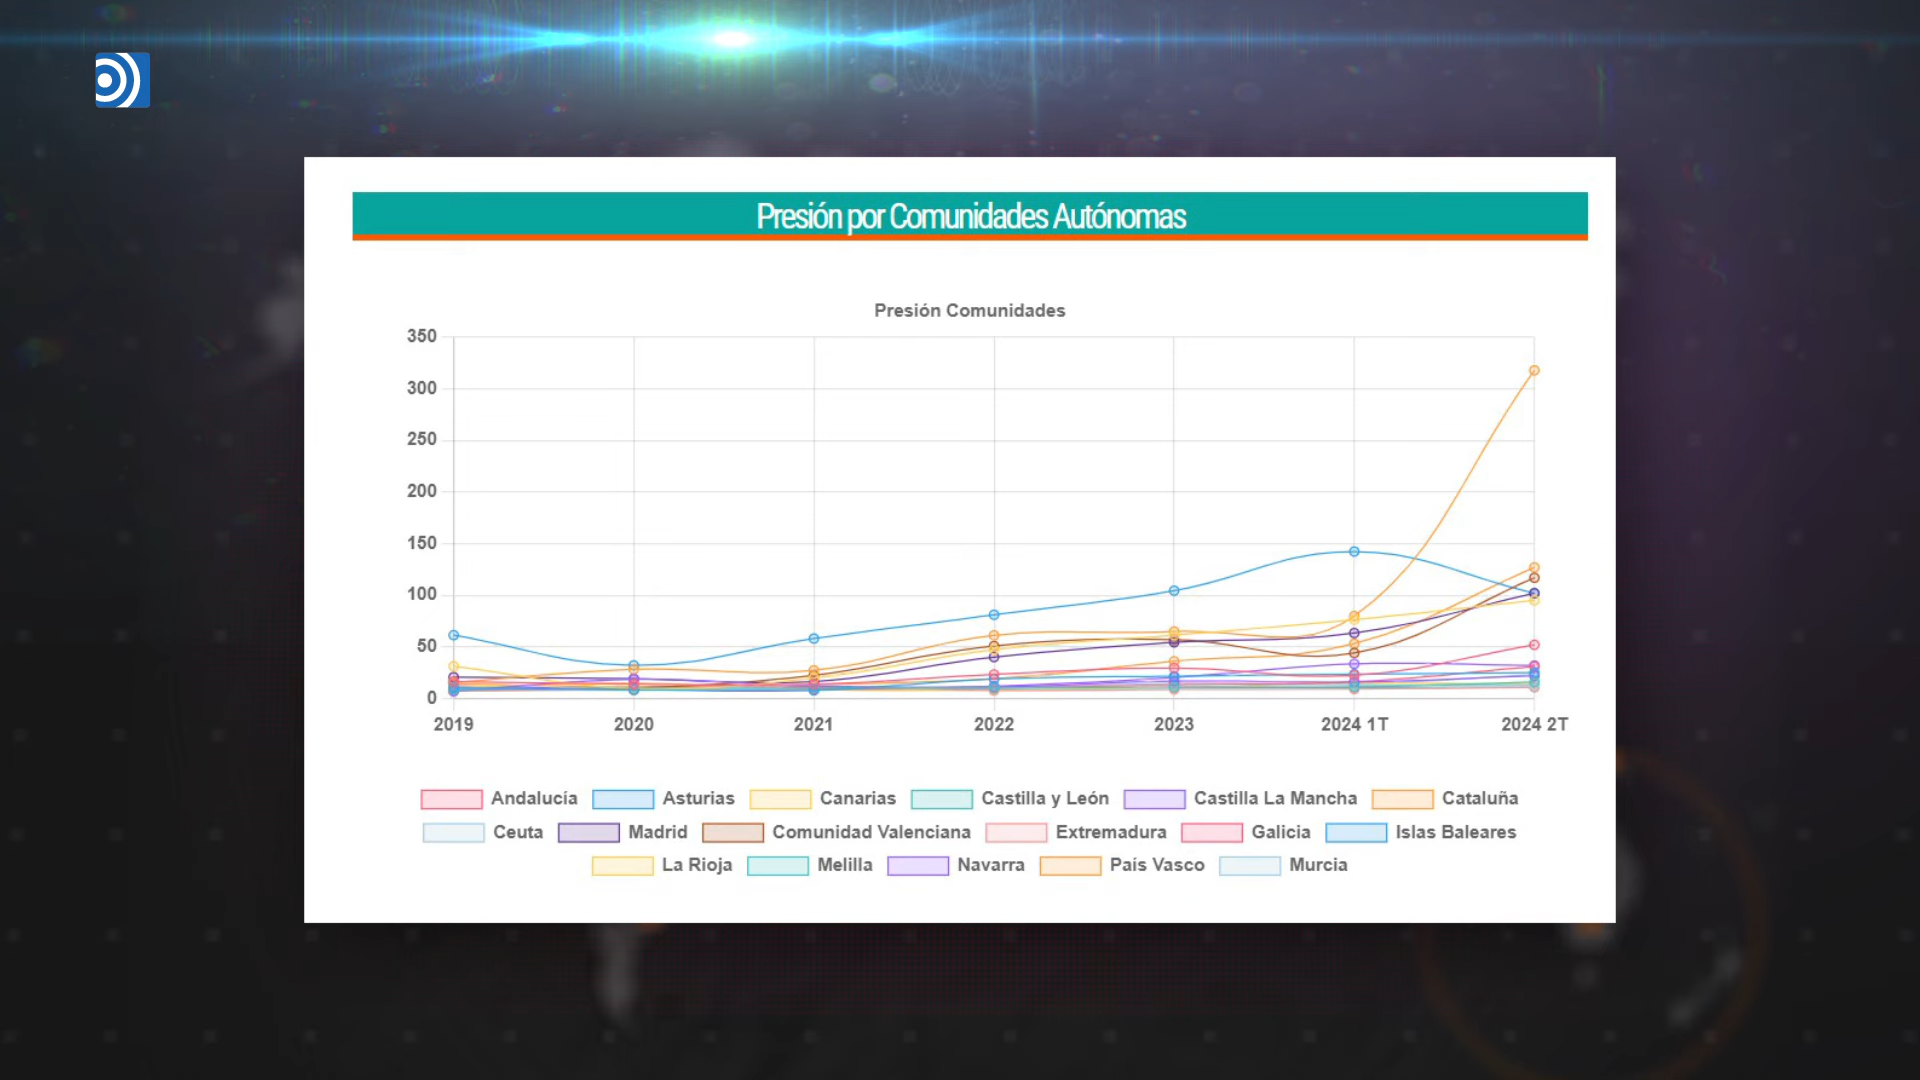 Presión por Comunidades Autónomas
Presión Comunidades
350
300
250
200
150
100
50
0
2019 2020 2021 2022 2023 2024 1T 2024 2T
Andalucía Asturias Canarias Castilla y León Castilla La Mancha Cataluña
Ceuta Madrid Comunidad Valenciana Extremadura Galicia Islas Baleares
La Rioja Melilla Navarra País Vasco Murcia